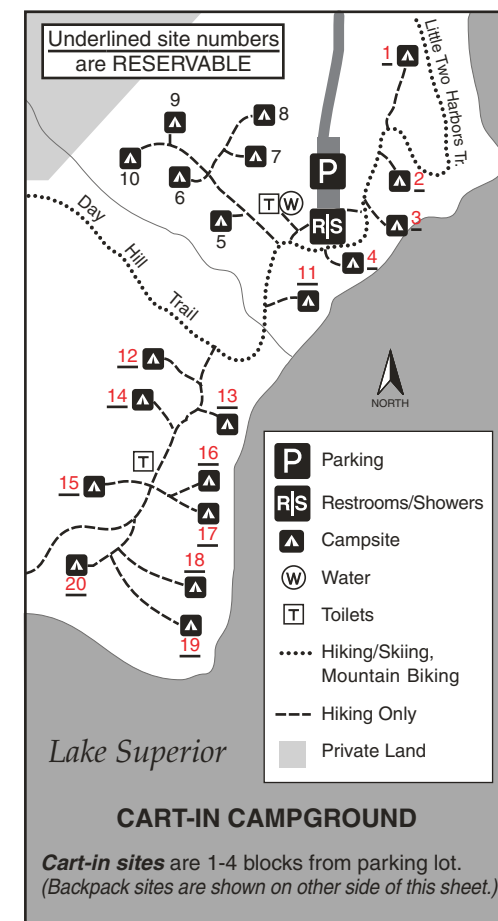 Underlined site numbers
are RESERVABLE
Little Two Harbors Tr.
1
9
8
7
10
6
5
T W
P
R|S
2
3
4
11
Day
Hill
Trail
12
14
13
T
15
16
17
18
20
19
NORTH
P Parking
R|S Restrooms/Showers
Campsite
W Water
T Toilets
Hiking/Skiing,
Mountain Biking
Hiking Only
Private Land
Lake Superior
CART-IN CAMPGROUND
Cart-in sites are 1-4 blocks from parking lot.
(Backpack sites are shown on other side of this sheet.)